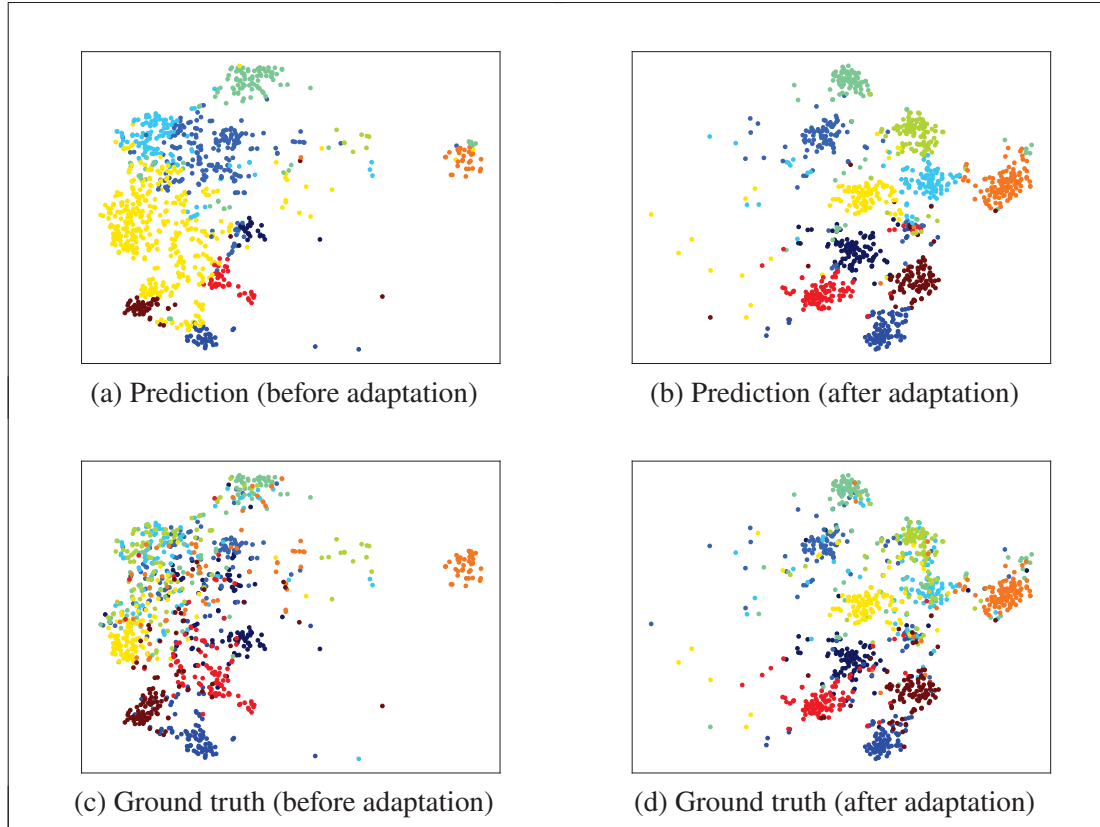 (a) Prediction (before adaptation)
(b) Prediction (after adaptation)
(c) Ground truth (before adaptation)
(d) Ground truth (after adaptation)